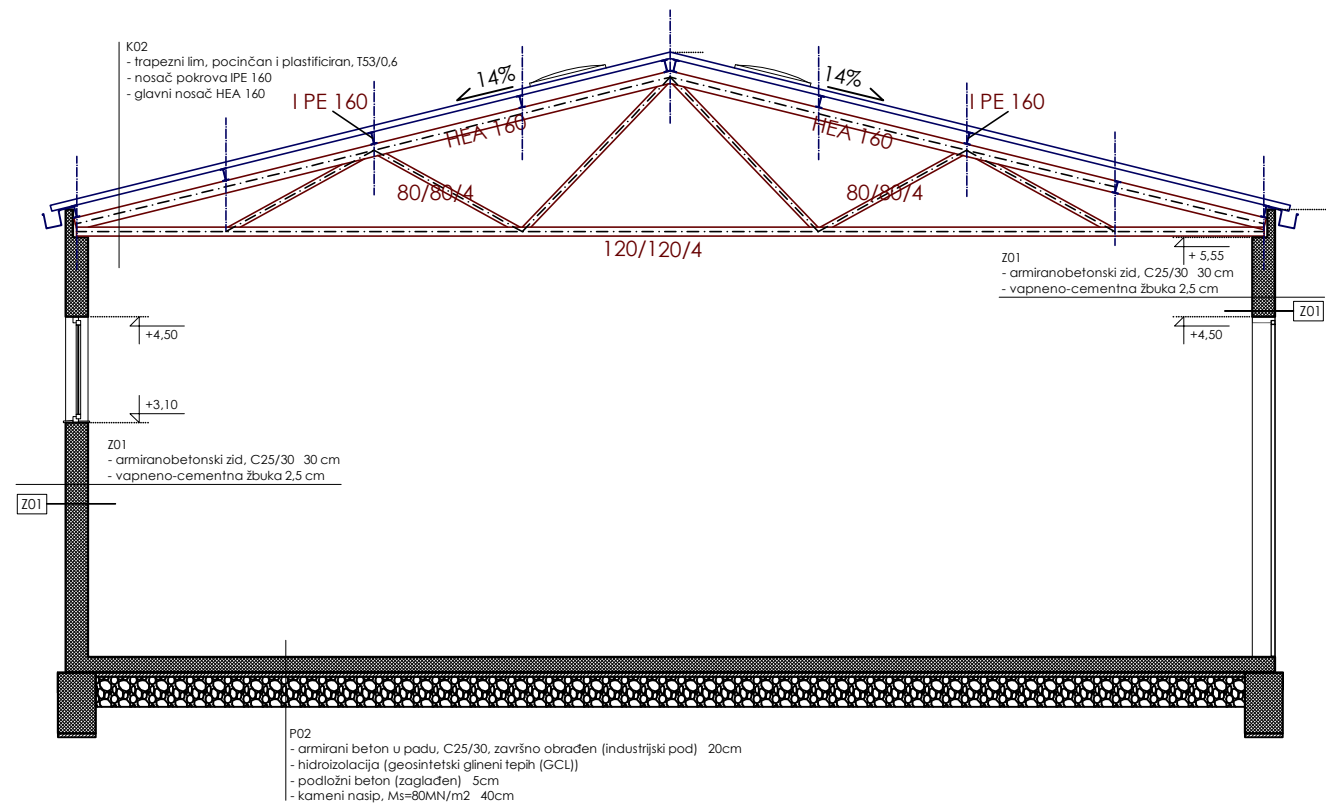 K02
- trapezni lim, pocinčan i plastificiran, T53/0,6
- nosač pokrova IPE 160
- glavni nosač HEA 160
14%
14%
I PE 160
I PE 160
HEA 160
HEA 160
80/80/4
80/80/4
120/120/4
+ 5,55
Z01
- armiranobetonski zid, C25/30 30 cm
- vapneno-cementna žbuka 2,5 cm
Z01
+4,50
+4,50
+3,10
Z01
- armiranobetonski zid, C25/30 30 cm
- vapneno-cementna žbuka 2,5 cm
Z01
P02
- armirani beton u padu, C25/30, završno obrađen (industrijski pod) 20cm
- hidroizolacija (geosintetski glineni tepih (GCL))
- podložni beton (zaglađen) 5cm
- kameni nasip, Ms=80MN/m2 40cm